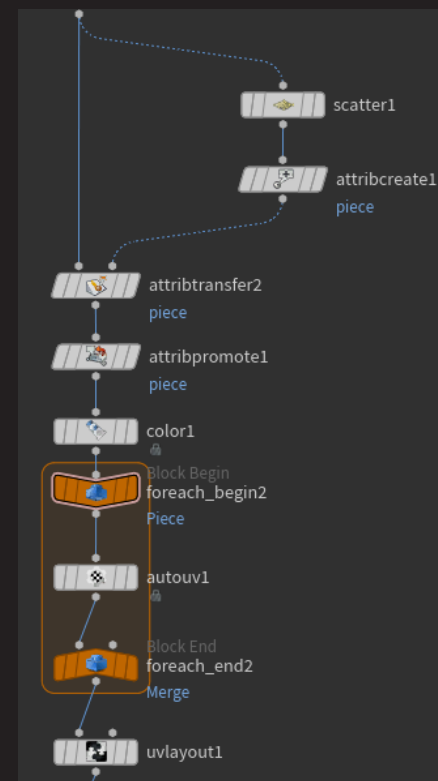 scatter1
attribcreate1
piece
attribtransfer2
piece
attribpromote1
piece
color1
Block Begin
foreach_begin2
Piece
autouv1
Block End
foreach_end2
Merge
uvlayout1